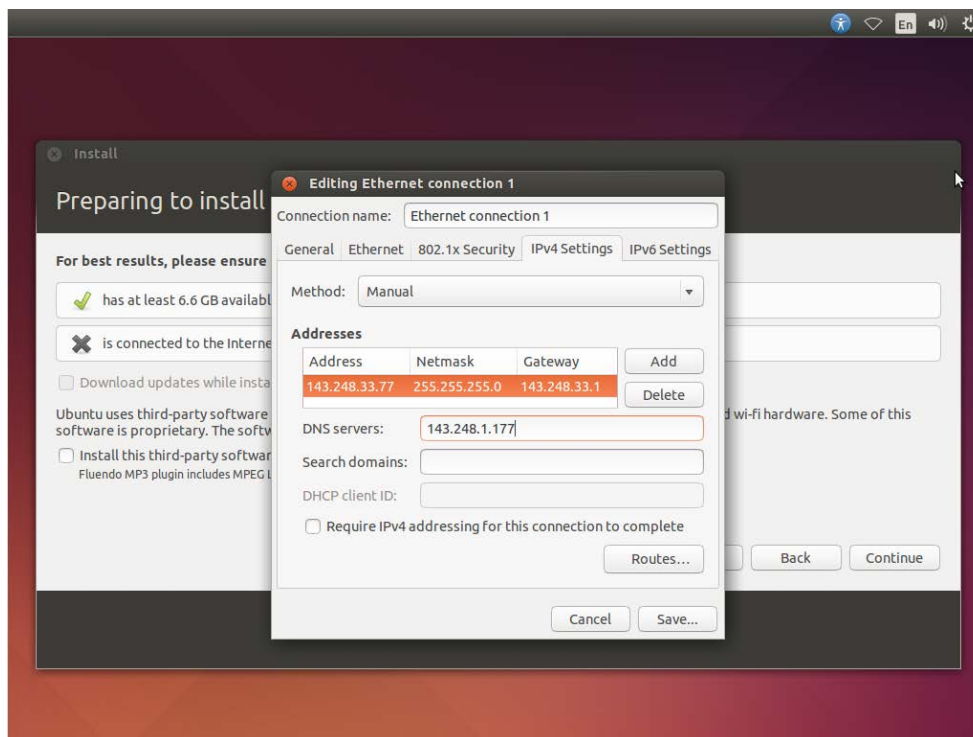 En
Install
Preparing to install
Editing Ethernet connection 1
Connection name: Ethernet connection 1
General Ethernet 802.1x Security IPv4 Settings IPv6 Settings
For best results, please ensure
Method: Manual
has at least 6.6 GB availabl
Addresses
is connected to the Interne
Address Netmask Gateway Add
143.248.33.77 255.255.255.0 143.248.33.1
Delete
Download updates while insta
Ubuntu uses third-party software d wi-fi hardware. Some of this
software is proprietary. The softw
DNS servers: 143.248.1.177
Install this third-party softwar
Search domains:
Fluendo MP3 plugin includes MPEG L
DHCP client ID:
Require IPv4 addressing for this connection to complete
Routes...
Back Continue
Cancel Save...